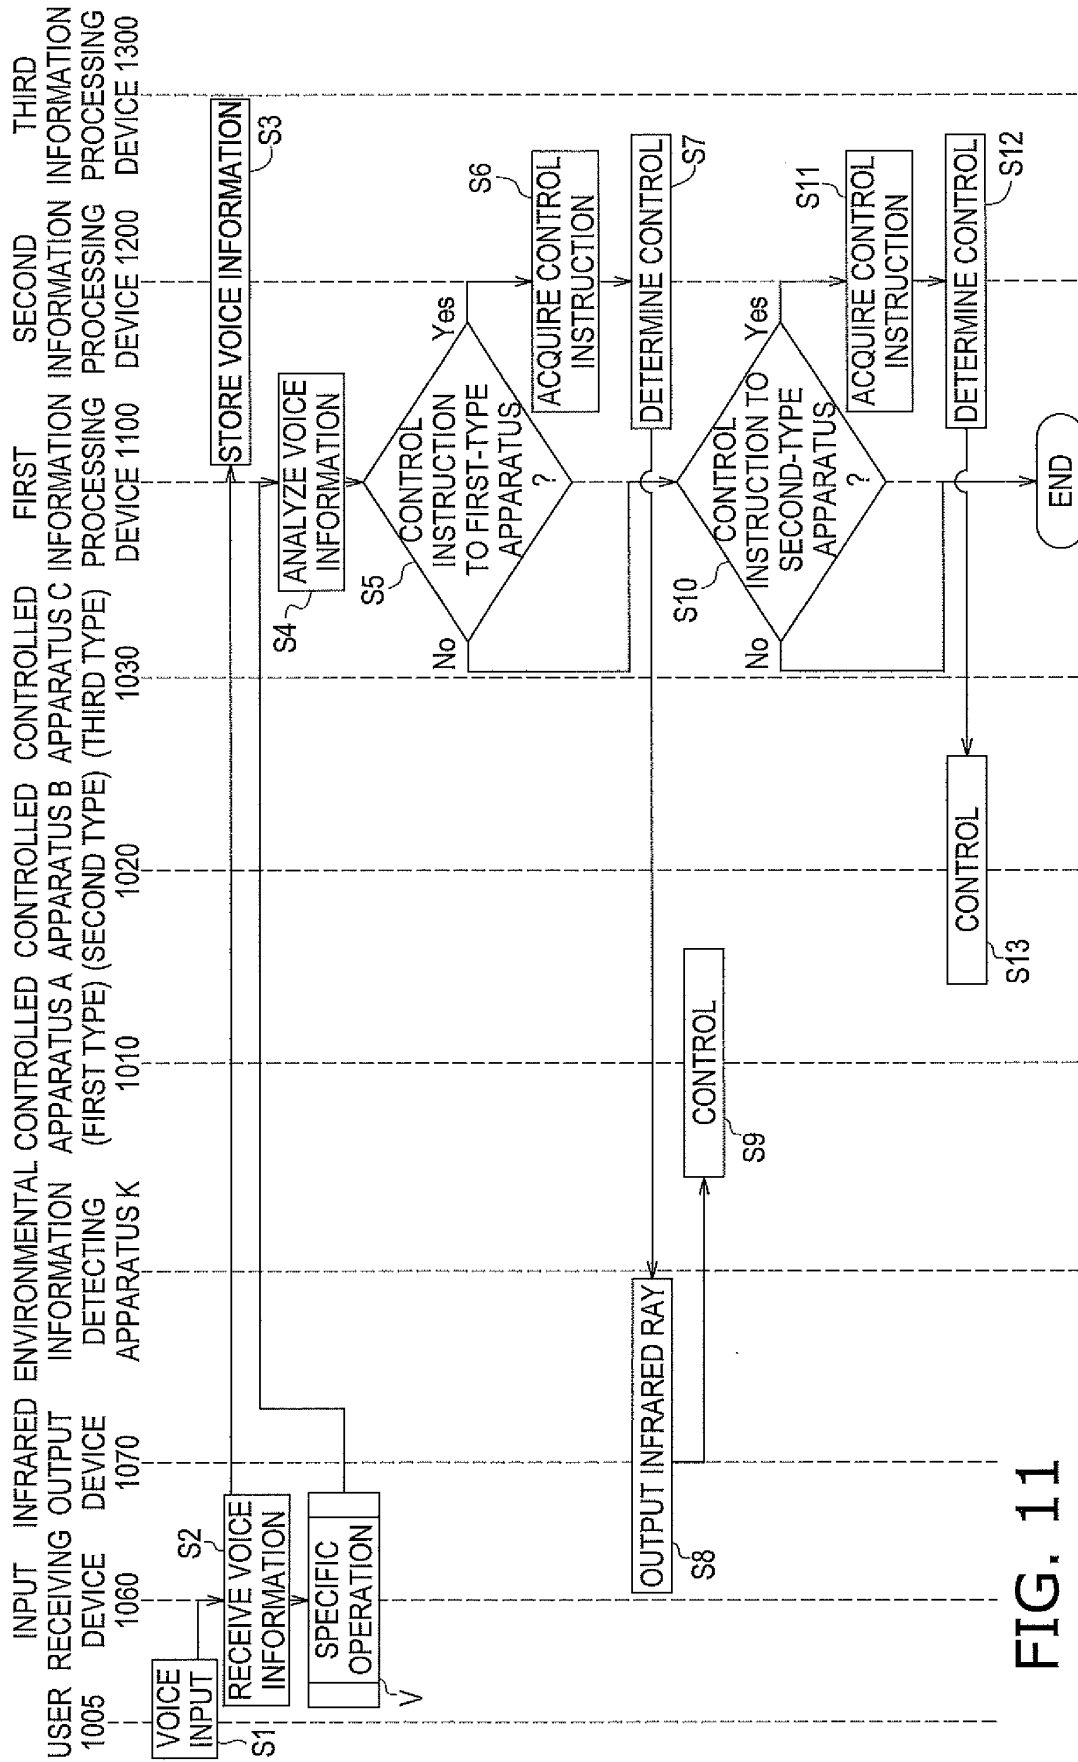 USER
1005
INPUT
RECEIVING
DEVICE
1060
INFRARED
OUTPUT
DEVICE
1070
ENVIRONMENTAL
INFORMATION
DETECTING
APPARATUS K
CONTROLLED
APPARATUS A
(FIRST TYPE)
1010
CONTROLLED
APPARATUS B
(SECOND TYPE)
1020
CONTROLLED
APPARATUS C
(THIRD TYPE)
1030
FIRST
INFORMATION
PROCESSING
DEVICE 1100
SECOND
INFORMATION
PROCESSING
DEVICE 1200
THIRD
INFORMATION
PROCESSING
DEVICE 1300
VOICE
INPUT
S1
RECEIVE VOICE
INFORMATION
S2
STORE VOICE INFORMATION
S3
SPECIFIC
OPERATION
V
ANALYZE VOICE
INFORMATION
S4
CONTROL
INSTRUCTION
TO FIRST-TYPE
APPARATUS
?
S5
No
Yes
ACQUIRE CONTROL
INSTRUCTION
S6
DETERMINE CONTROL
S7
OUTPUT INFRARED RAY
S8
CONTROL
S9
CONTROL
INSTRUCTION TO
SECOND-TYPE
APPARATUS
?
S10
No
Yes
ACQUIRE CONTROL
INSTRUCTION
S11
DETERMINE CONTROL
S12
CONTROL
S13
END
FIG. 11